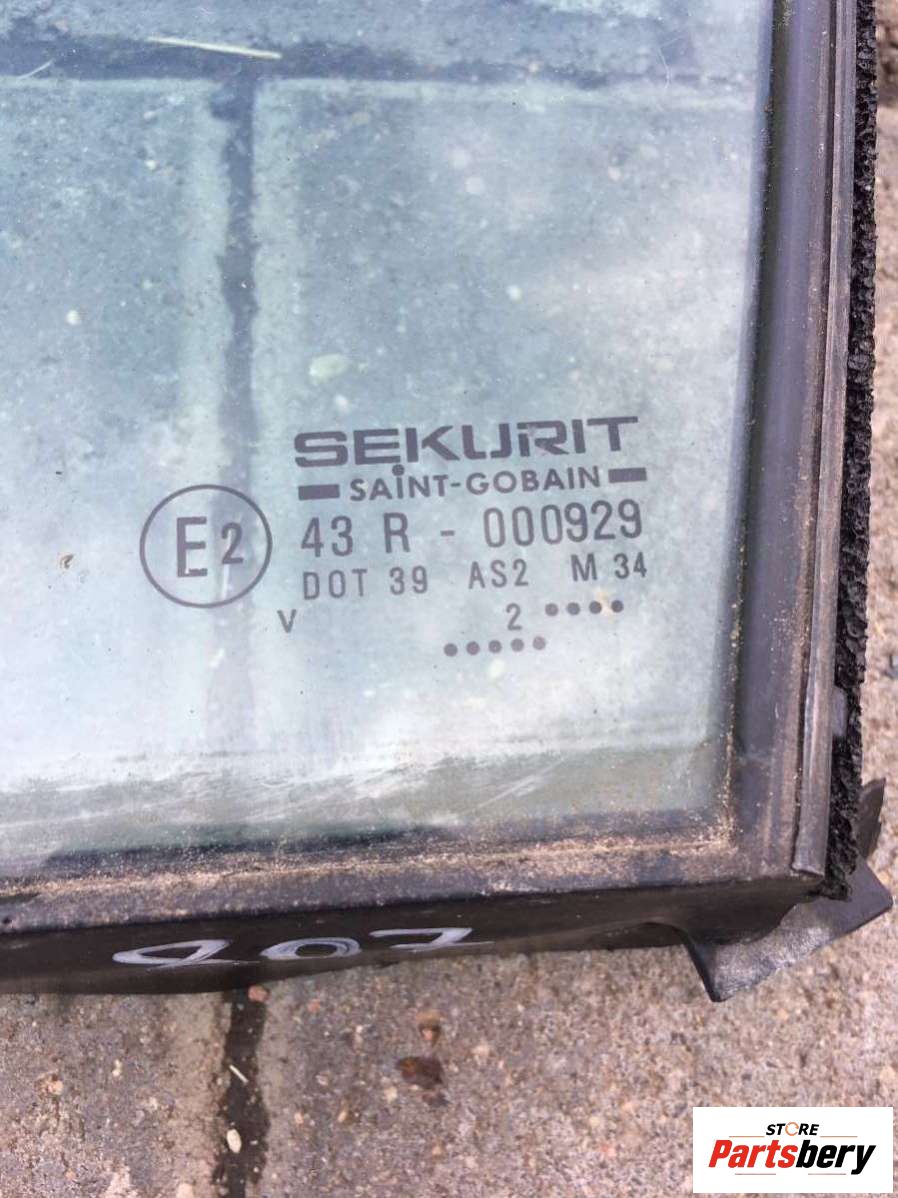 SEKURIT
SAINT-GOBAIN
E2
43 R - 000929
DOT 39 AS2 M 34
V 2 ••••
•••••
407
STORE
Partsbery